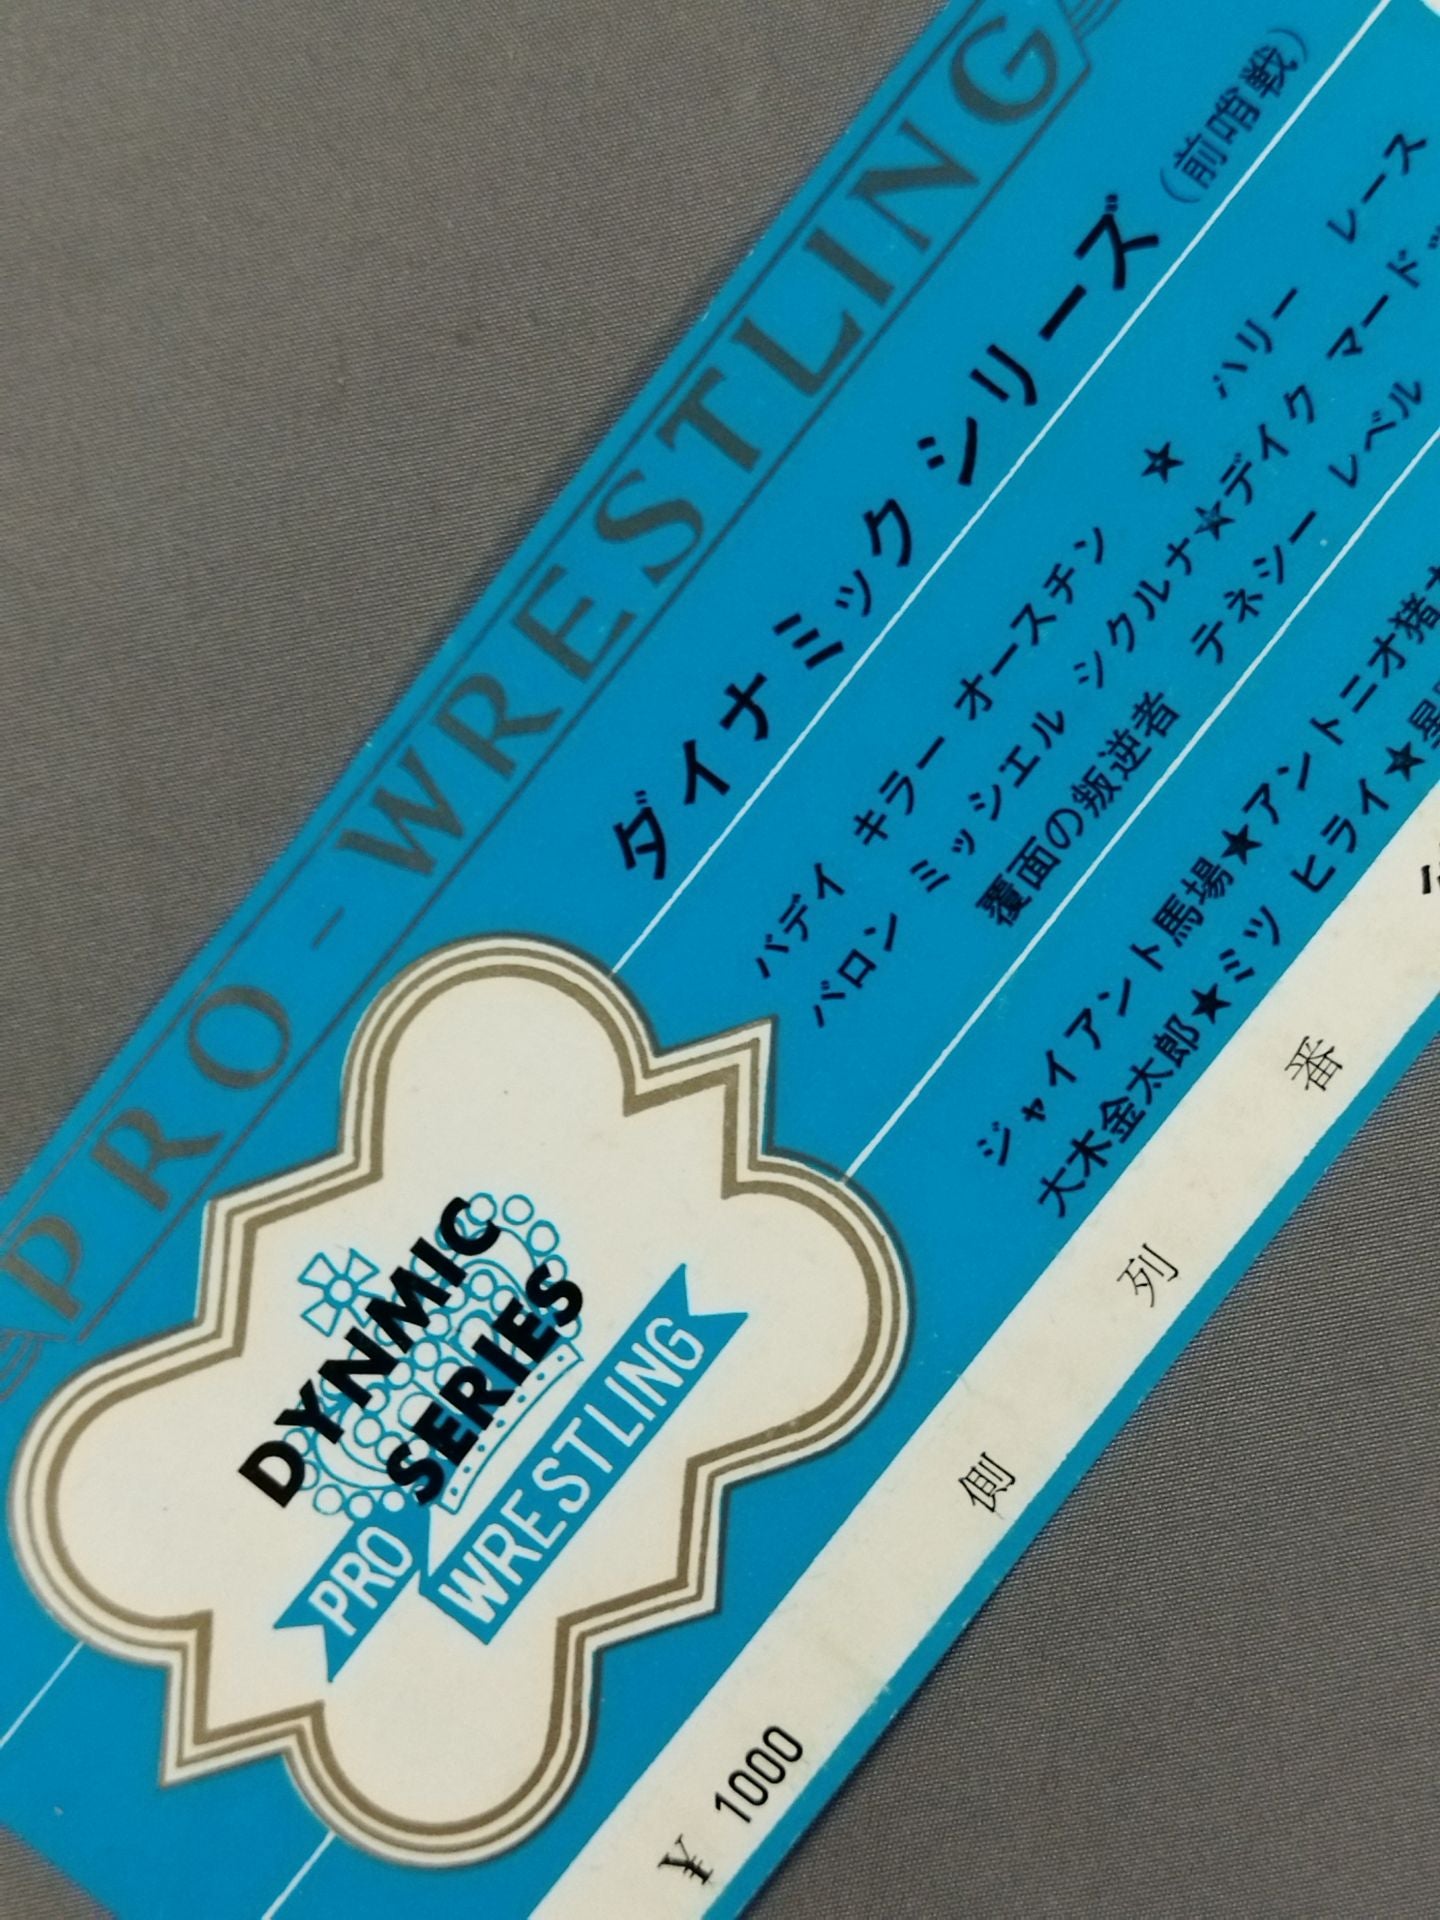 PRO-WRESTLING
ダイナミック シリーズ（前哨戦）
バデイ キラー オースチン ★ ハリー レース
バロン ミッシェル シクルナ★デイク マードッ
覆面の叛逆者 テネシー レベル
ジャイアント馬場★アントニオ猪
大木金太郎★ミツ ヒライ★星
DYNMIC
SERIES
PRO WRESTLING
¥ 1000 側 列 番